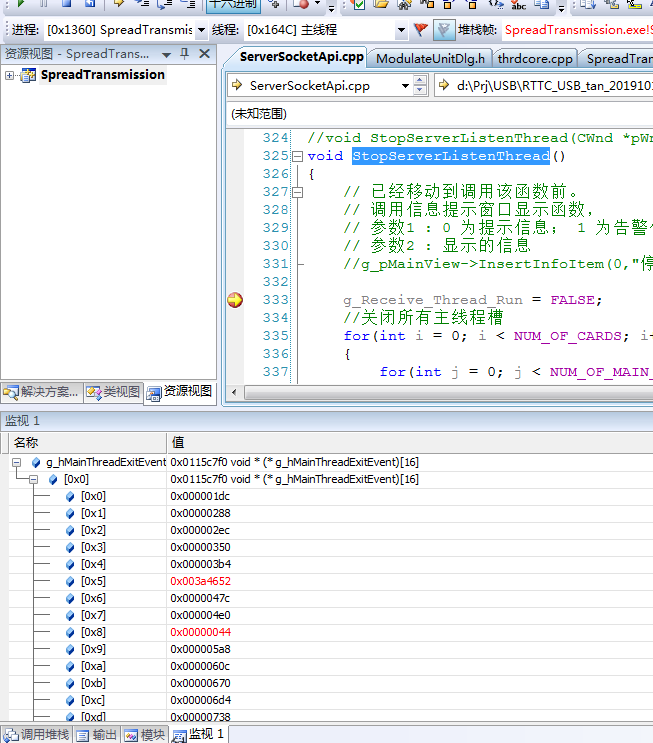 十六进制
进程: [0x1360] SpreadTransmis 线程: [0x164C] 主线程 堆栈帧: SpreadTransmission.exe!S
资源视图 - SpreadTrans...
SpreadTransmission
解决方案... 类视图 资源视图
ServerSocketApi.cpp ModulateUnitDlg.h thrdcore.cpp SpreadTran
ServerSocketApi.cpp d:\Prj\USB\RTTC_USB_tan_201910
(未知范围)
324 //void StopServerListenThread(CWnd *pWn
325 void StopServerListenThread()
326 {
327 // 已经移动到调用该函数前。
328 // 调用信息提示窗口显示函数，
329 // 参数1 : 0 为提示信息； 1 为告警
330 // 参数2 : 显示的信息
331 //g_pMainView->InsertInfoItem(0,"停
332
333 g_Receive_Thread_Run = FALSE;
334 //关闭所有主线程槽
335 for(int i = 0; i < NUM_OF_CARDS; i
336 {
337 for(int j = 0; j < NUM_OF_MAIN_
监视 1
名称 值
g_hMainThreadExitEvent 0x0115c7f0 void * (* g_hMainThreadExitEvent)[16]
[0x0] 0x0115c7f0 void * (* g_hMainThreadExitEvent)[16]
[0x0] 0x000001dc
[0x1] 0x00000288
[0x2] 0x000002ec
[0x3] 0x00000350
[0x4] 0x000003b4
[0x5] 0x003a4652
[0x6] 0x0000047c
[0x7] 0x000004e0
[0x8] 0x00000044
[0x9] 0x000005a8
[0xa] 0x0000060c
[0xb] 0x00000670
[0xc] 0x000006d4
[0xd] 0x00000738
调用堆栈 输出 模块 监视 1